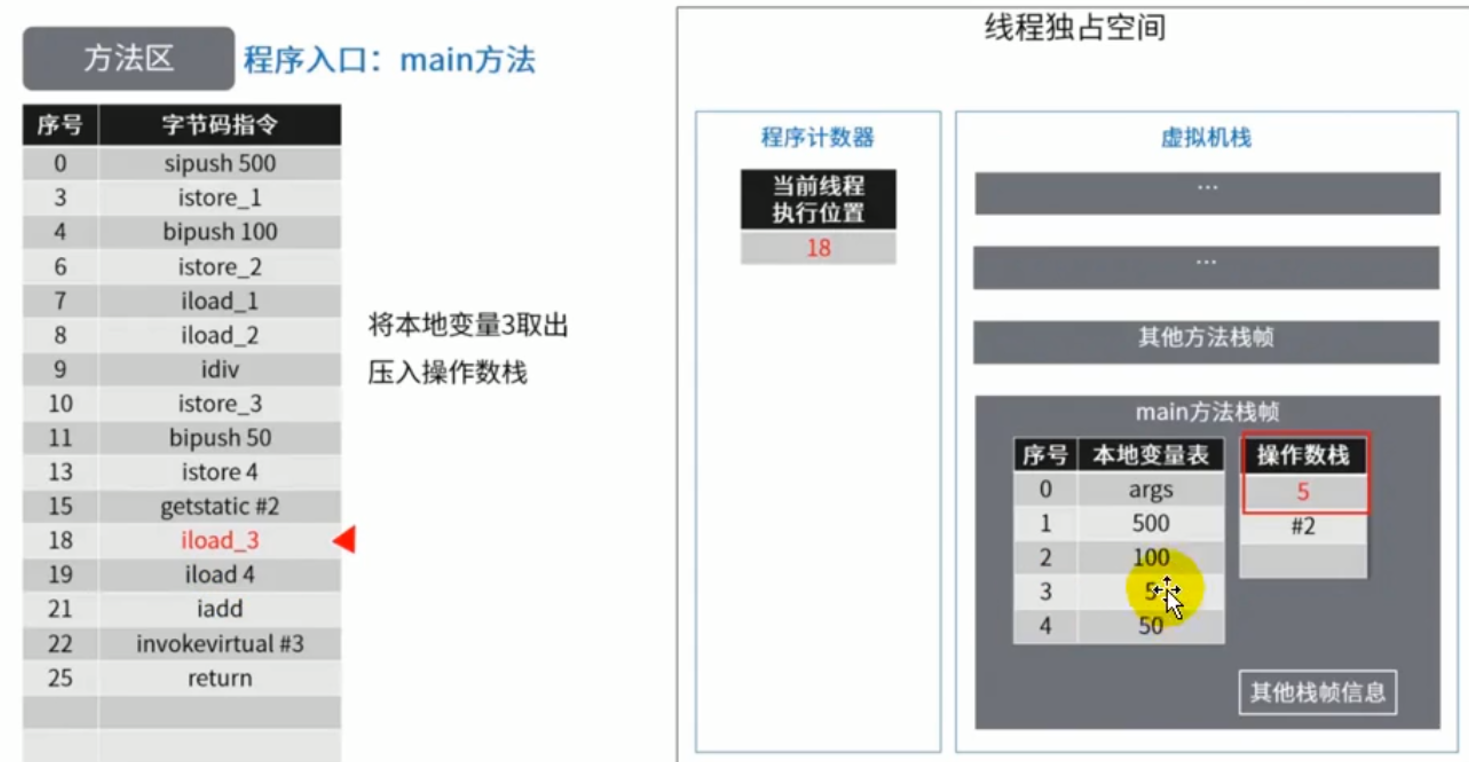 方法区 程序入口：main方法
序号 字节码指令
0 sipush 500
3 istore_1
4 bipush 100
6 istore_2
7 iload_1
8 iload_2
9 idiv
10 istore_3
11 bipush 50
13 istore 4
15 getstatic #2
18 iload_3
19 iload 4
21 iadd
22 invokevirtual #3
25 return
将本地变量3取出
压入操作数栈
线程独占空间
程序计数器
当前线程
执行位置
18
虚拟机栈
...
...
其他方法栈帧
main方法栈帧
序号 本地变量表
0 args
1 500
2 100
3 5
4 50
操作数栈
5
#2
其他栈帧信息